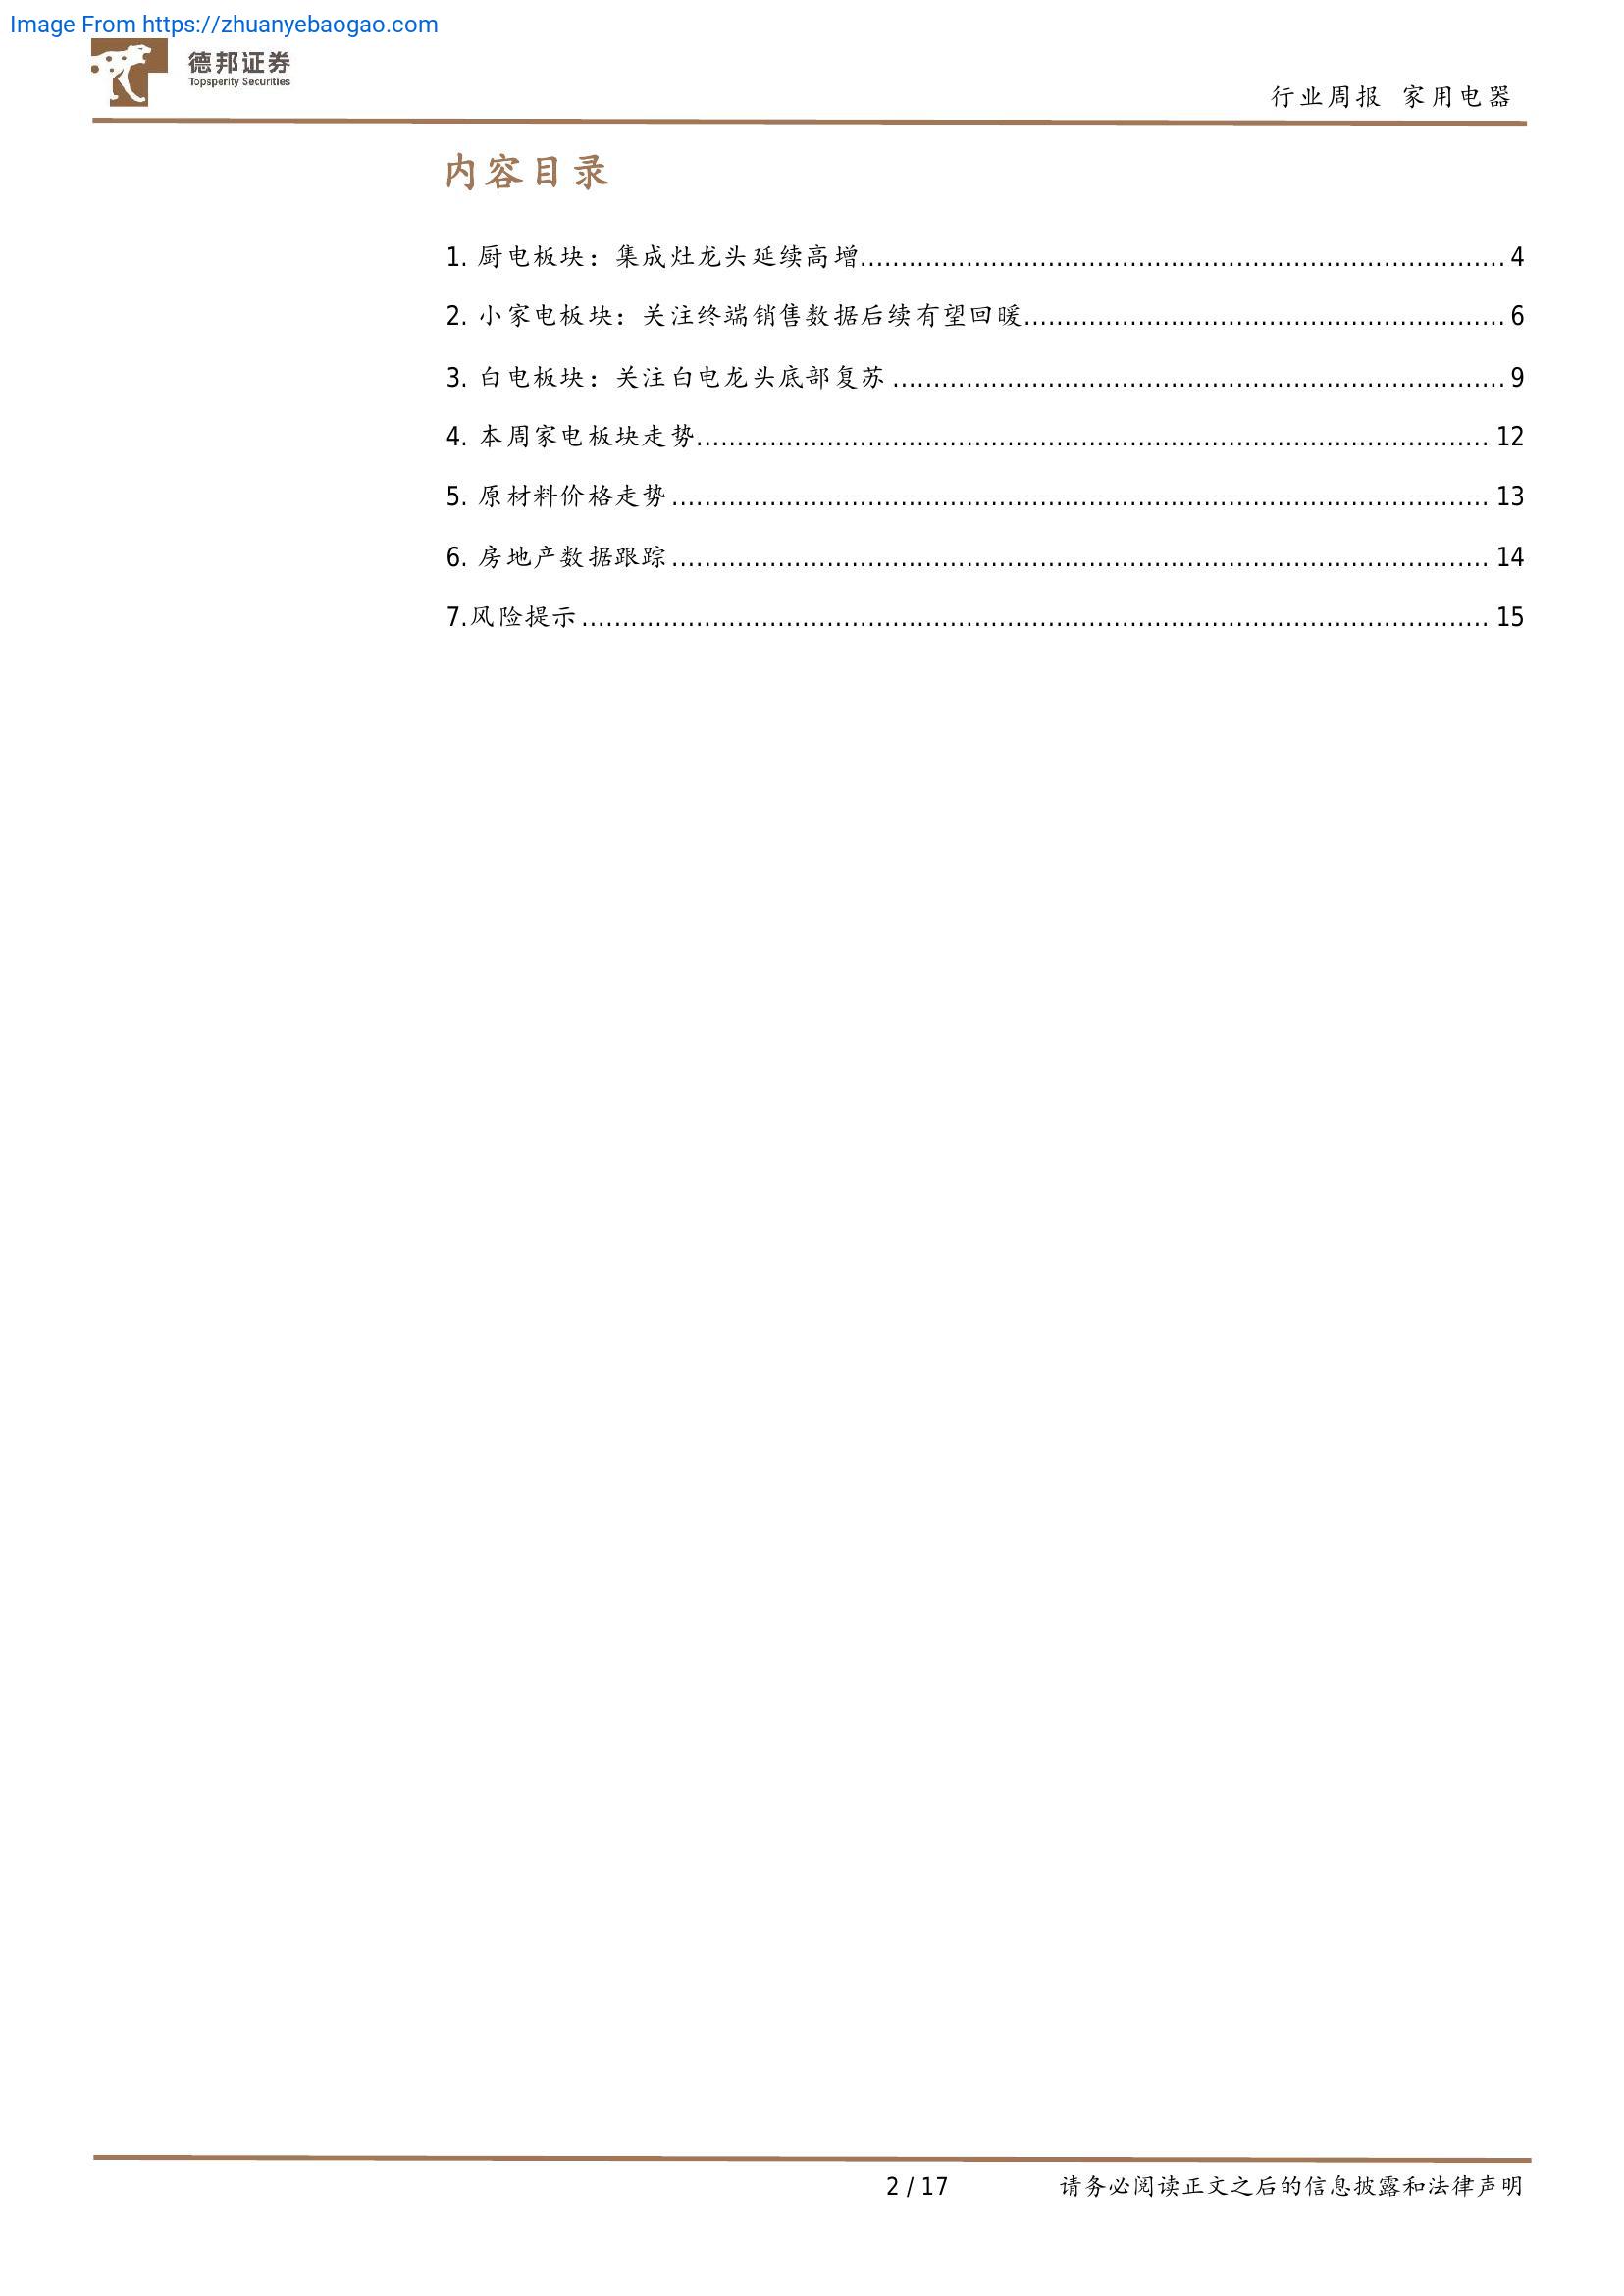 Image From https://zhuanyebaogao.com
德邦证券
Topsperity Securities
行业周报 家用电器
内容目录
1. 厨电板块：集成灶龙头延续高增................................................................................ 4
2. 小家电板块：关注终端销售数据后续有望回暖............................................................ 6
3. 白电板块：关注白电龙头底部复苏............................................................................ 9
4. 本周家电板块走势.................................................................................................. 12
5. 原材料价格走势..................................................................................................... 13
6. 房地产数据跟踪..................................................................................................... 14
7.风险提示................................................................................................................ 15
2 / 17 请务必阅读正文之后的信息披露和法律声明